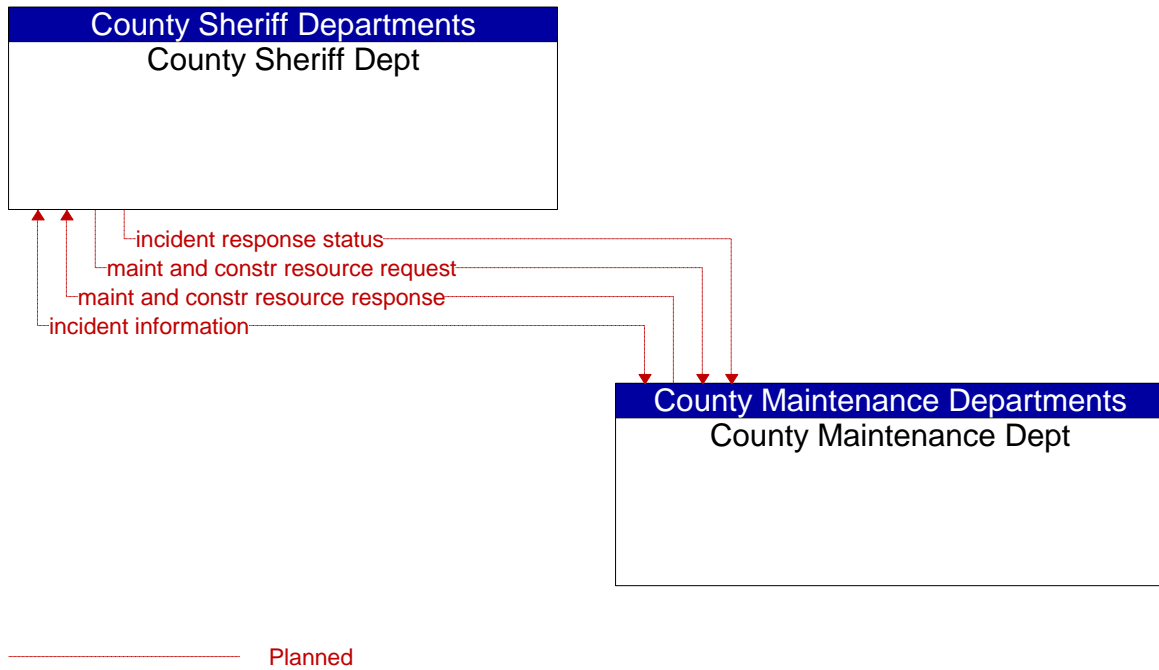 County Sheriff Departments
County Sheriff Dept
incident response status
maint and constr resource request
maint and constr resource response
incident information
County Maintenance Departments
County Maintenance Dept
Planned